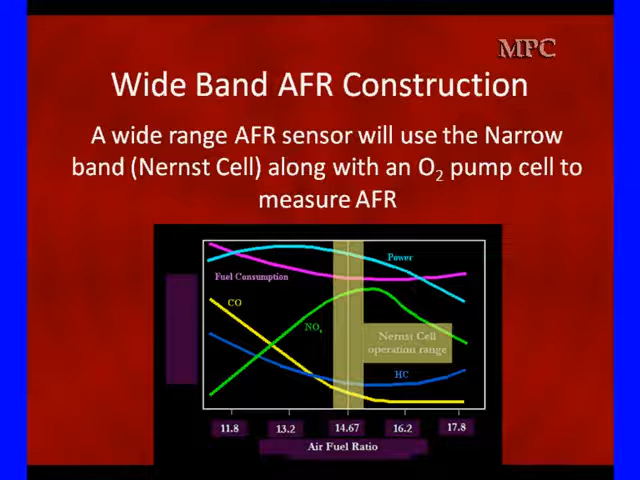 MPC
Wide Band AFR Construction
A wide range AFR sensor will use the Narrow
band (Nernst Cell) along with an O₂ pump cell to
measure AFR
Power
Fuel Consumption
CO
NOₓ
Nernst Cell
operation range
HC
11.8 13.2 14.67 16.2 17.8
Air Fuel Ratio